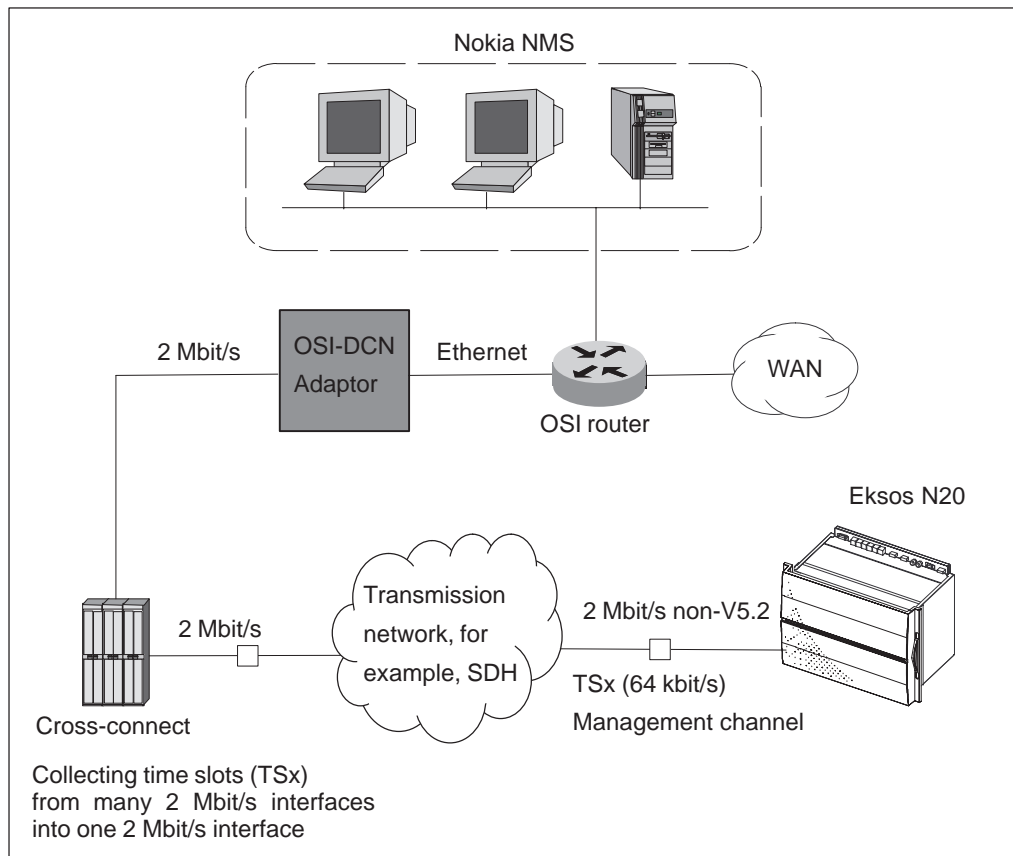 Nokia NMS
2 Mbit/s
OSI-DCN
Adaptor
Ethernet
WAN
OSI router
Eksos N20
Transmission
network, for
example, SDH
2 Mbit/s
2 Mbit/s non-V5.2
TSx (64 kbit/s)
Management channel
Cross-connect
Collecting time slots (TSx)
from many 2 Mbit/s interfaces
into one 2 Mbit/s interface